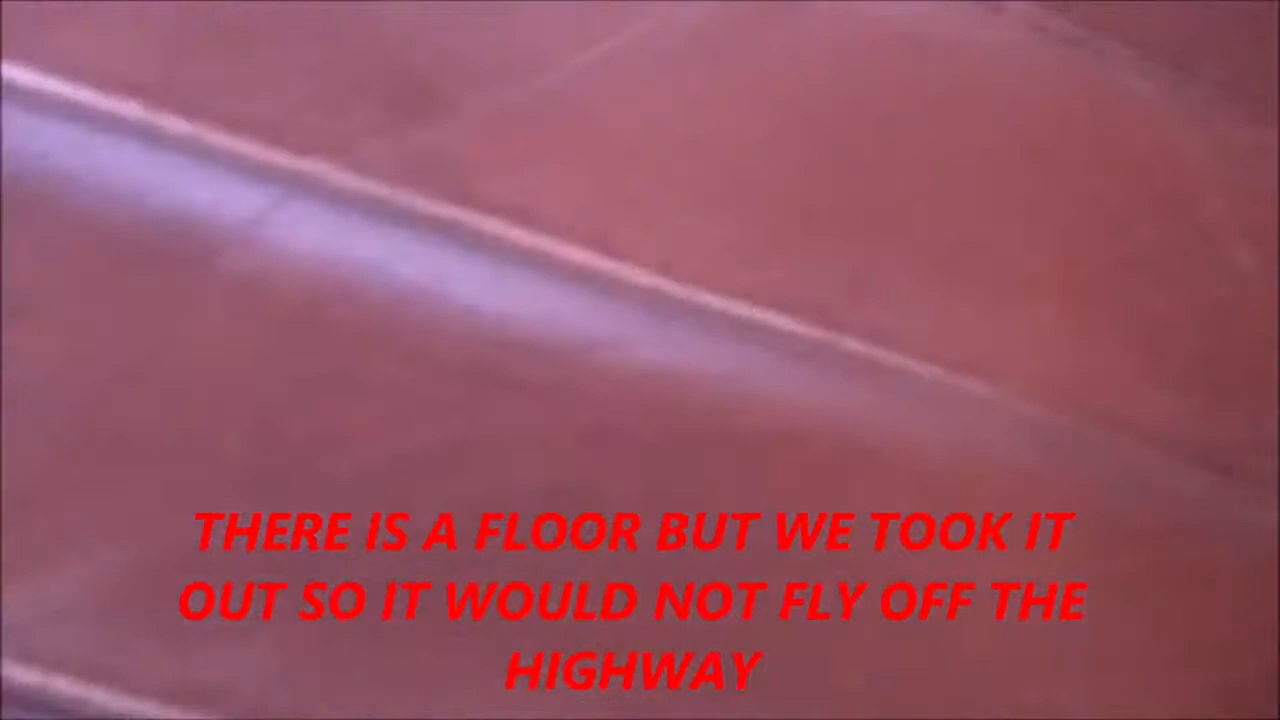 THERE IS A FLOOR BUT WE TOOK IT
OUT SO IT WOULD NOT FLY OFF THE
HIGHWAY